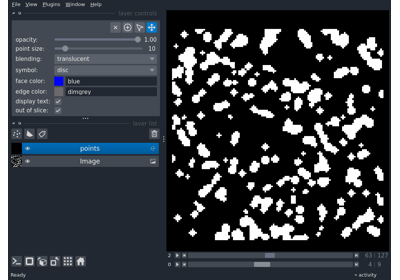 File View Plugins Window Help
layer controls
opacity: 1.00
point size: 10
blending: translucent
symbol: disc
face color: blue
edge color: dimgrey
display text:
out of slice:
layer list
points
Image
2 63 127
0 4 9
Ready activity